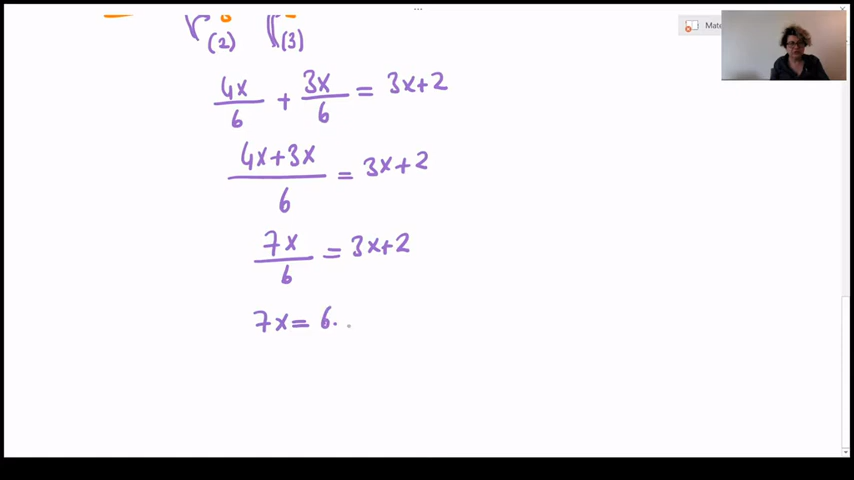 (2) (3)
4x/6 + 3x/6 = 3x+2
4x+3x/6 = 3x+2
7x/6 = 3x+2
7x = 6.